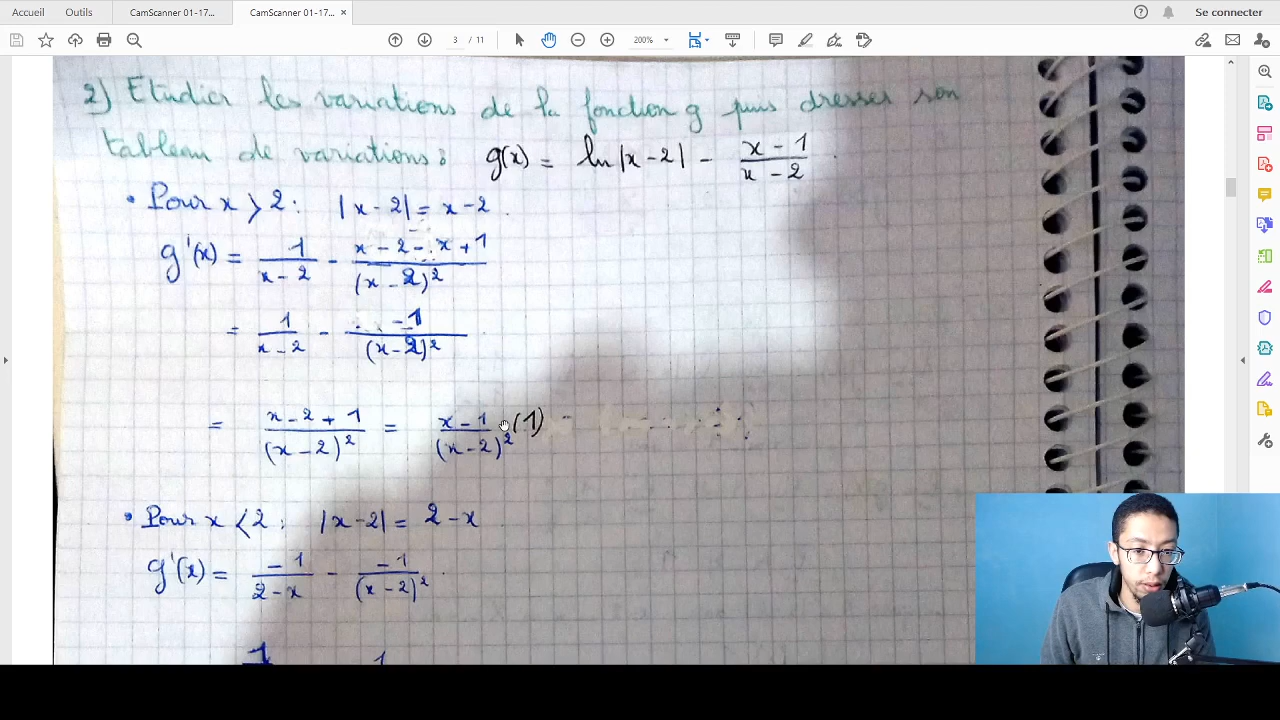 Accueil Outils CamScanner 01-17... CamScanner 01-17... × Se connecter
3 / 11 200%
2) Etudier les variations de la fonction g puis dresser son
tableau de variations : g(x) = ln|x-2| - (x-1)/(x-2) .
• Pour x > 2 : |x-2| = x-2 .
g'(x) = 1/(x-2) - (x-2-x+1)/(x-2)²
= 1/(x-2) - -1/(x-2)²
= (x-2+1)/(x-2)² = (x-1)/(x-2)² (1)
• Pour x < 2 : |x-2| = 2-x
g'(x) = -1/(2-x) - -1/(x-2)²
1 1